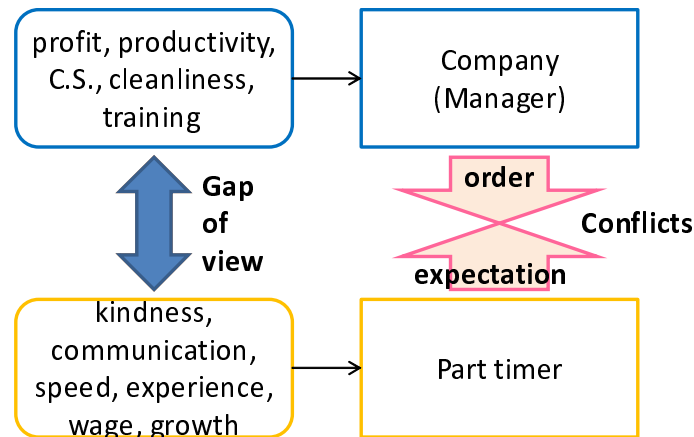 profit, productivity,
C.S., cleanliness,
training
Company
(Manager)
Gap
of
view
order
Conflicts
expectation
kindness,
communication,
speed, experience,
wage, growth
Part timer